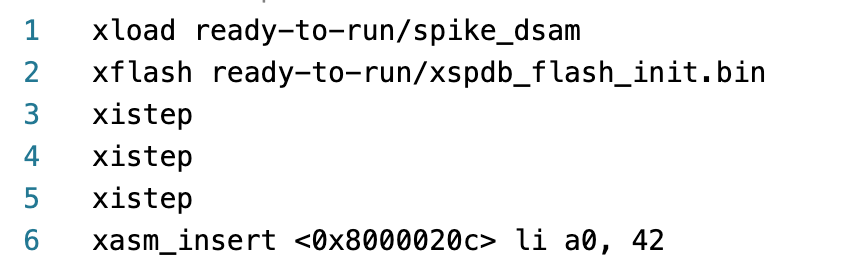 1 xload ready-to-run/spike_dsam
2 xflash ready-to-run/xspdb_flash_init.bin
3 xistep
4 xistep
5 xistep
6 xasm_insert <0x8000020c> li a0, 42